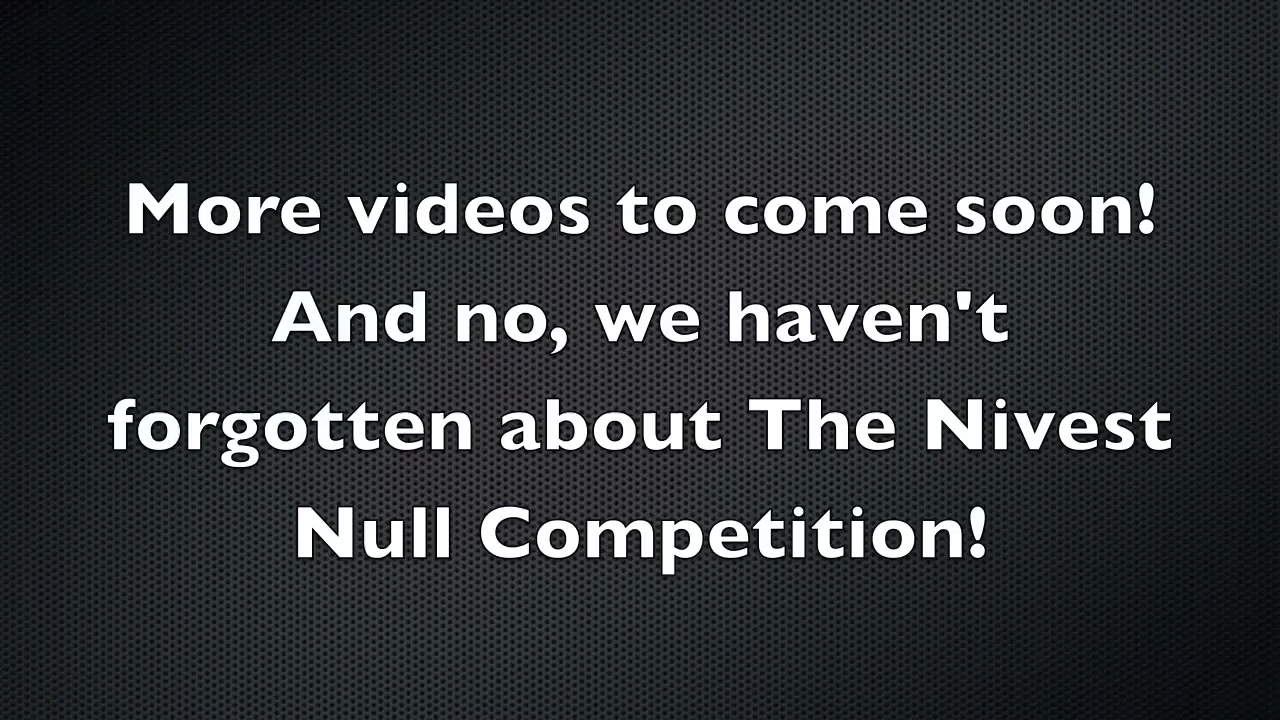 More videos to come soon!
And no, we haven't
forgotten about The Nivest
Null Competition!